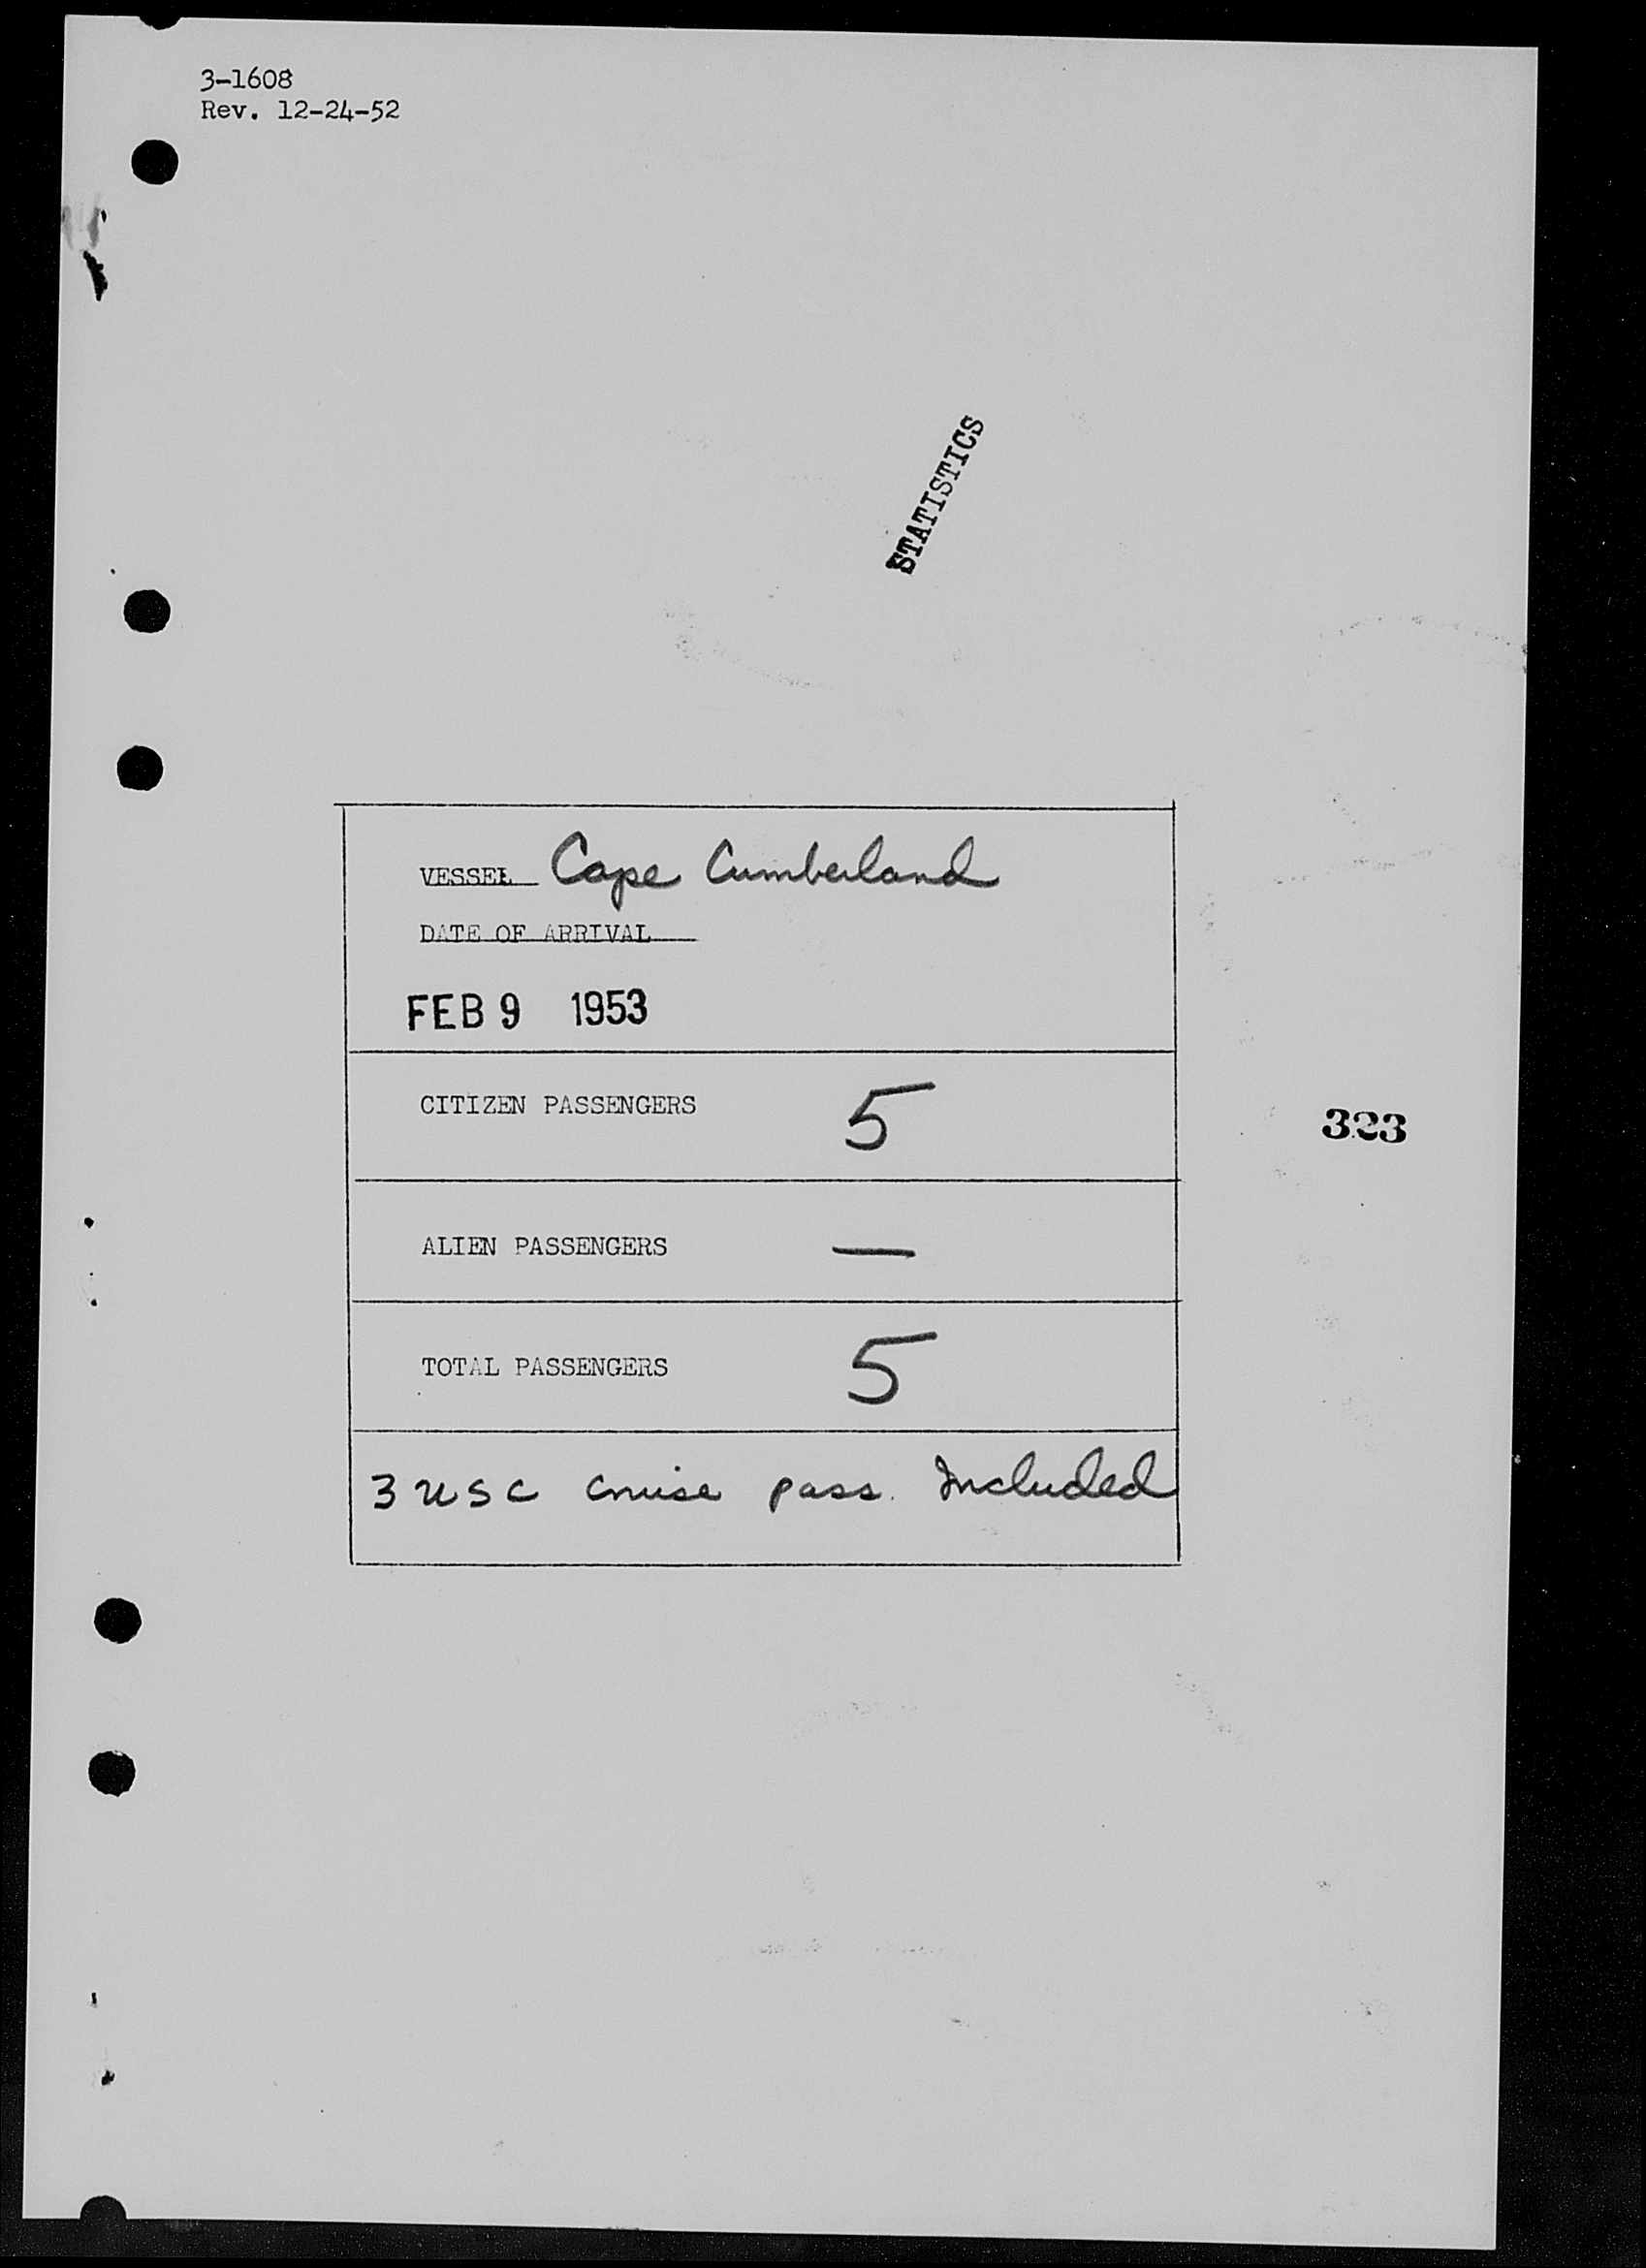 3-1608
Rev. 12-24-52
STATISTICS
VESSEL Cape Cumberland
DATE OF ARRIVAL
FEB 9 1953
CITIZEN PASSENGERS 5
323
ALIEN PASSENGERS —
TOTAL PASSENGERS 5
3 USC cruise pass. Included